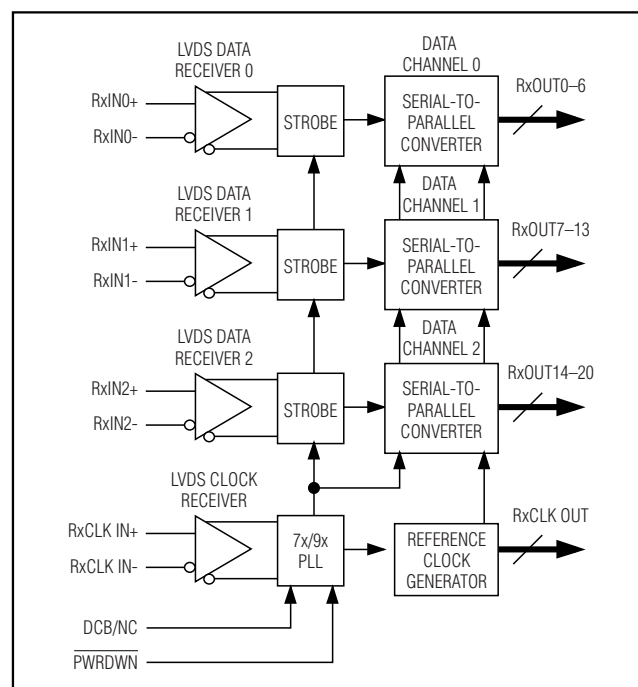 LVDS DATA
RECEIVER 0
DATA
CHANNEL 0
RxIN0+
RxIN0-
STROBE
SERIAL-TO-
PARALLEL
CONVERTER
RxOUT0–6
LVDS DATA
RECEIVER 1
DATA
CHANNEL 1
RxIN1+
RxIN1-
STROBE
SERIAL-TO-
PARALLEL
CONVERTER
RxOUT7–13
LVDS DATA
RECEIVER 2
DATA
CHANNEL 2
RxIN2+
RxIN2-
STROBE
SERIAL-TO-
PARALLEL
CONVERTER
RxOUT14–20
LVDS CLOCK
RECEIVER
RxCLK IN+
RxCLK IN-
7x/9x
PLL
REFERENCE
CLOCK
GENERATOR
RxCLK OUT
DCB/NC
PWRDWN